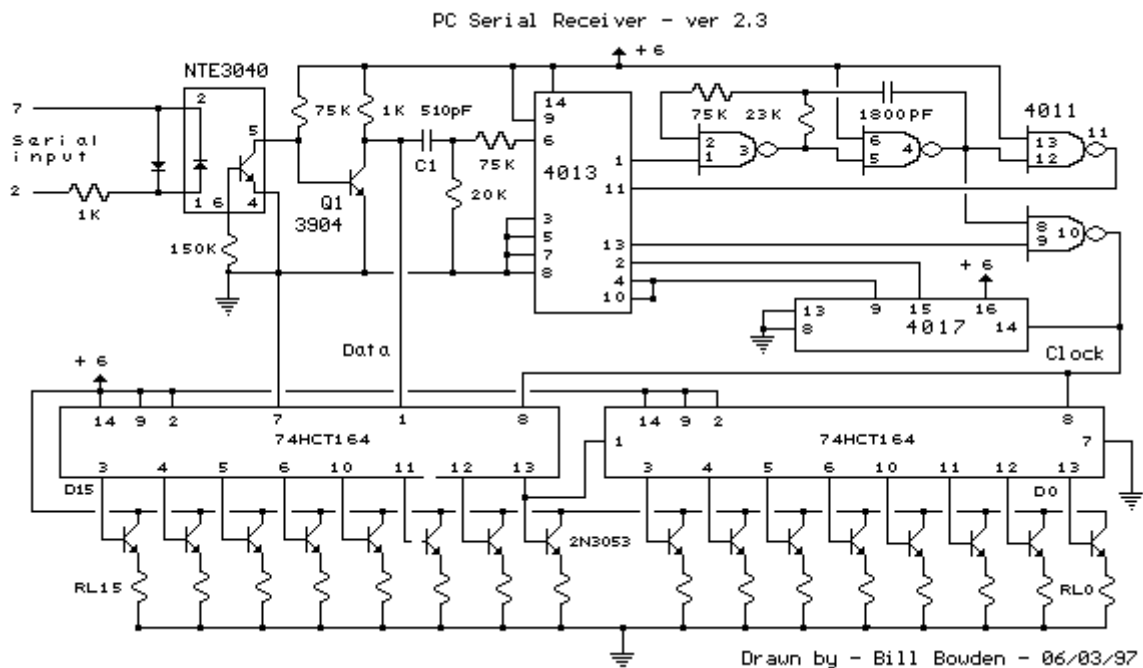 PC Serial Receiver - ver 2.3
+ 6
NTE3040
7
2
5
75K
1K
510pF
14
9
6
75K
1800PF
4011
75K
23K
2
1
3
6
5
4
13
12
11
Serial
input
C1
75K
4013
1
11
2
1K
1
6
4
Q1
3904
20K
3
5
7
8
13
2
4
10
8
9
10
150K
+ 6
13
8
9
15
16
4017
14
Data
Clock
+ 6
14
9
2
7
1
8
74HCT164
3
4
5
6
10
11
12
13
14
9
2
8
1
7
74HCT164
3
4
5
6
10
11
12
13
D15
D0
2N3053
RL15
RL0
Drawn by - Bill Bowden - 06/03/97